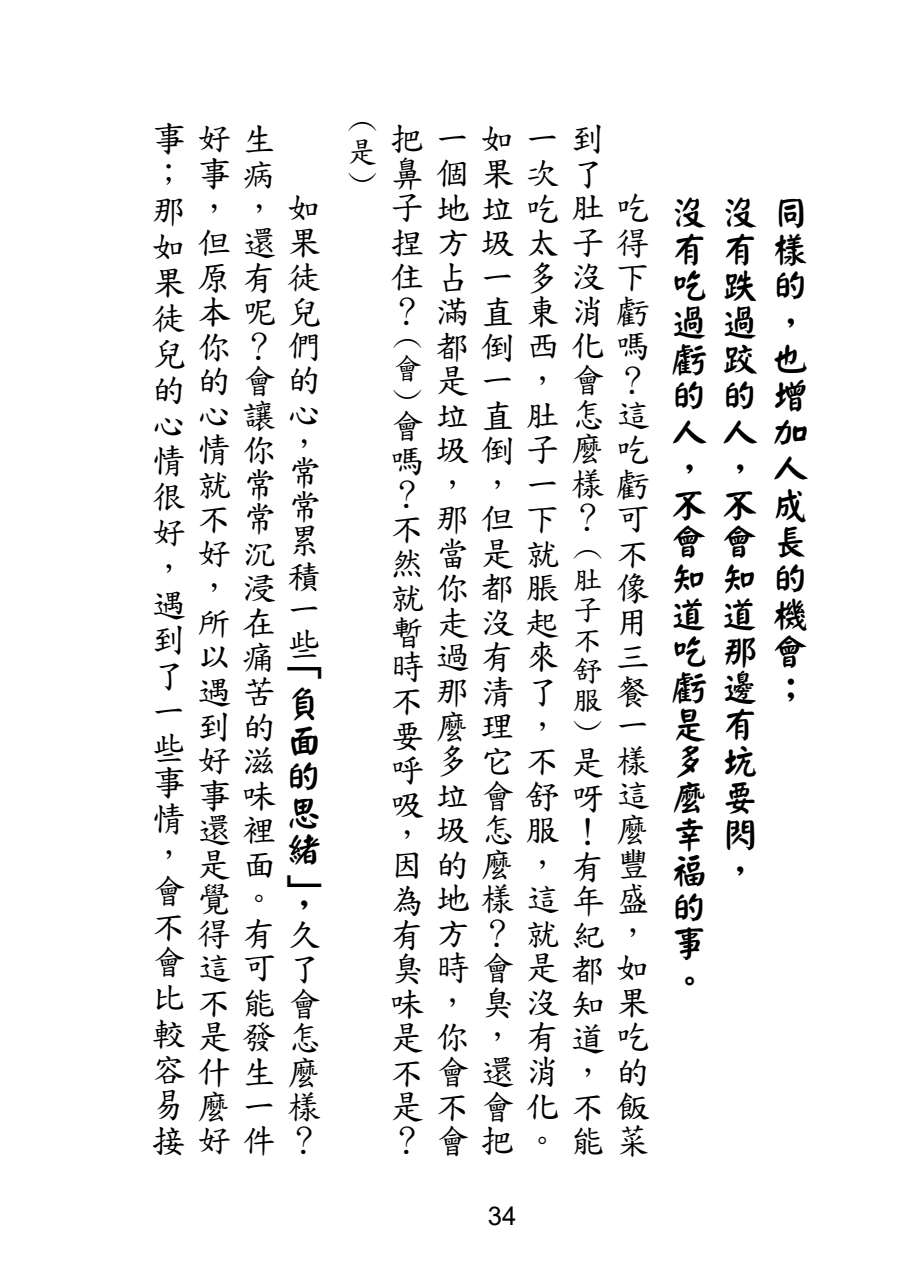 同樣的，也增加人成長的機會；
沒有跌過跤的人，不會知道那邊有坑要閃，
沒有吃過虧的人，不會知道吃虧是多麼幸福的事。
吃得下虧嗎？這吃虧可不像用三餐一樣這麼豐盛，如果吃的飯菜
到了肚子沒消化會怎麼樣？（肚子不舒服）是呀！有年紀都知道，不能
一次吃太多東西，肚子一下就脹起來了，不舒服，這就是沒有消化。
如果垃圾一直倒一直倒，但是都沒有清理它會怎麼樣？會臭，還會把
一個地方占滿都是垃圾，那當你走過那麼多垃圾的地方時，你會不會
把鼻子捏住？（會）會嗎？不然就暫時不要呼吸，因為有臭味是不是？
（是）
如果徒兒們的心，常常累積一些「負面的思緒」，久了會怎麼樣？
生病，還有呢？會讓你常常沉浸在痛苦的滋味裡面。有可能發生一件
好事，但原本你的心情就不好，所以遇到好事還是覺得這不是什麼好
事；那如果徒兒的心情很好，遇到了一些事情，會不會比較容易接
34